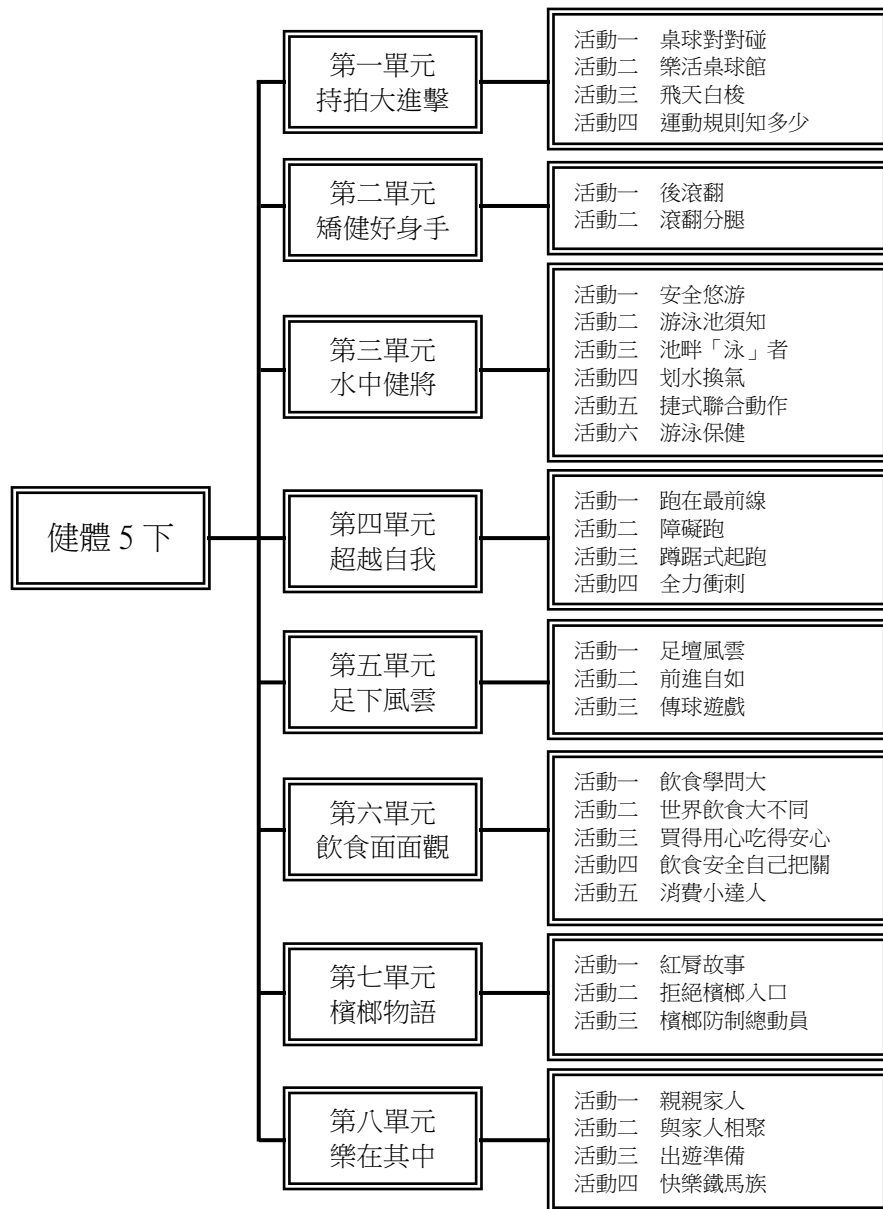 健體 5 下
第一單元
持拍大進擊
活動一　桌球對對碰
活動二　樂活桌球館
活動三　飛天白梭
活動四　運動規則知多少
第二單元
矯健好身手
活動一　後滾翻
活動二　滾翻分腿
第三單元
水中健將
活動一　安全悠游
活動二　游泳池須知
活動三　池畔「泳」者
活動四　划水換氣
活動五　捷式聯合動作
活動六　游泳保健
第四單元
超越自我
活動一　跑在最前線
活動二　障礙跑
活動三　蹲踞式起跑
活動四　全力衝刺
第五單元
足下風雲
活動一　足壇風雲
活動二　前進自如
活動三　傳球遊戲
第六單元
飲食面面觀
活動一　飲食學問大
活動二　世界飲食大不同
活動三　買得用心吃得安心
活動四　飲食安全自己把關
活動五　消費小達人
第七單元
檳榔物語
活動一　紅脣故事
活動二　拒絕檳榔入口
活動三　檳榔防制總動員
第八單元
樂在其中
活動一　親親家人
活動二　與家人相聚
活動三　出遊準備
活動四　快樂鐵馬族